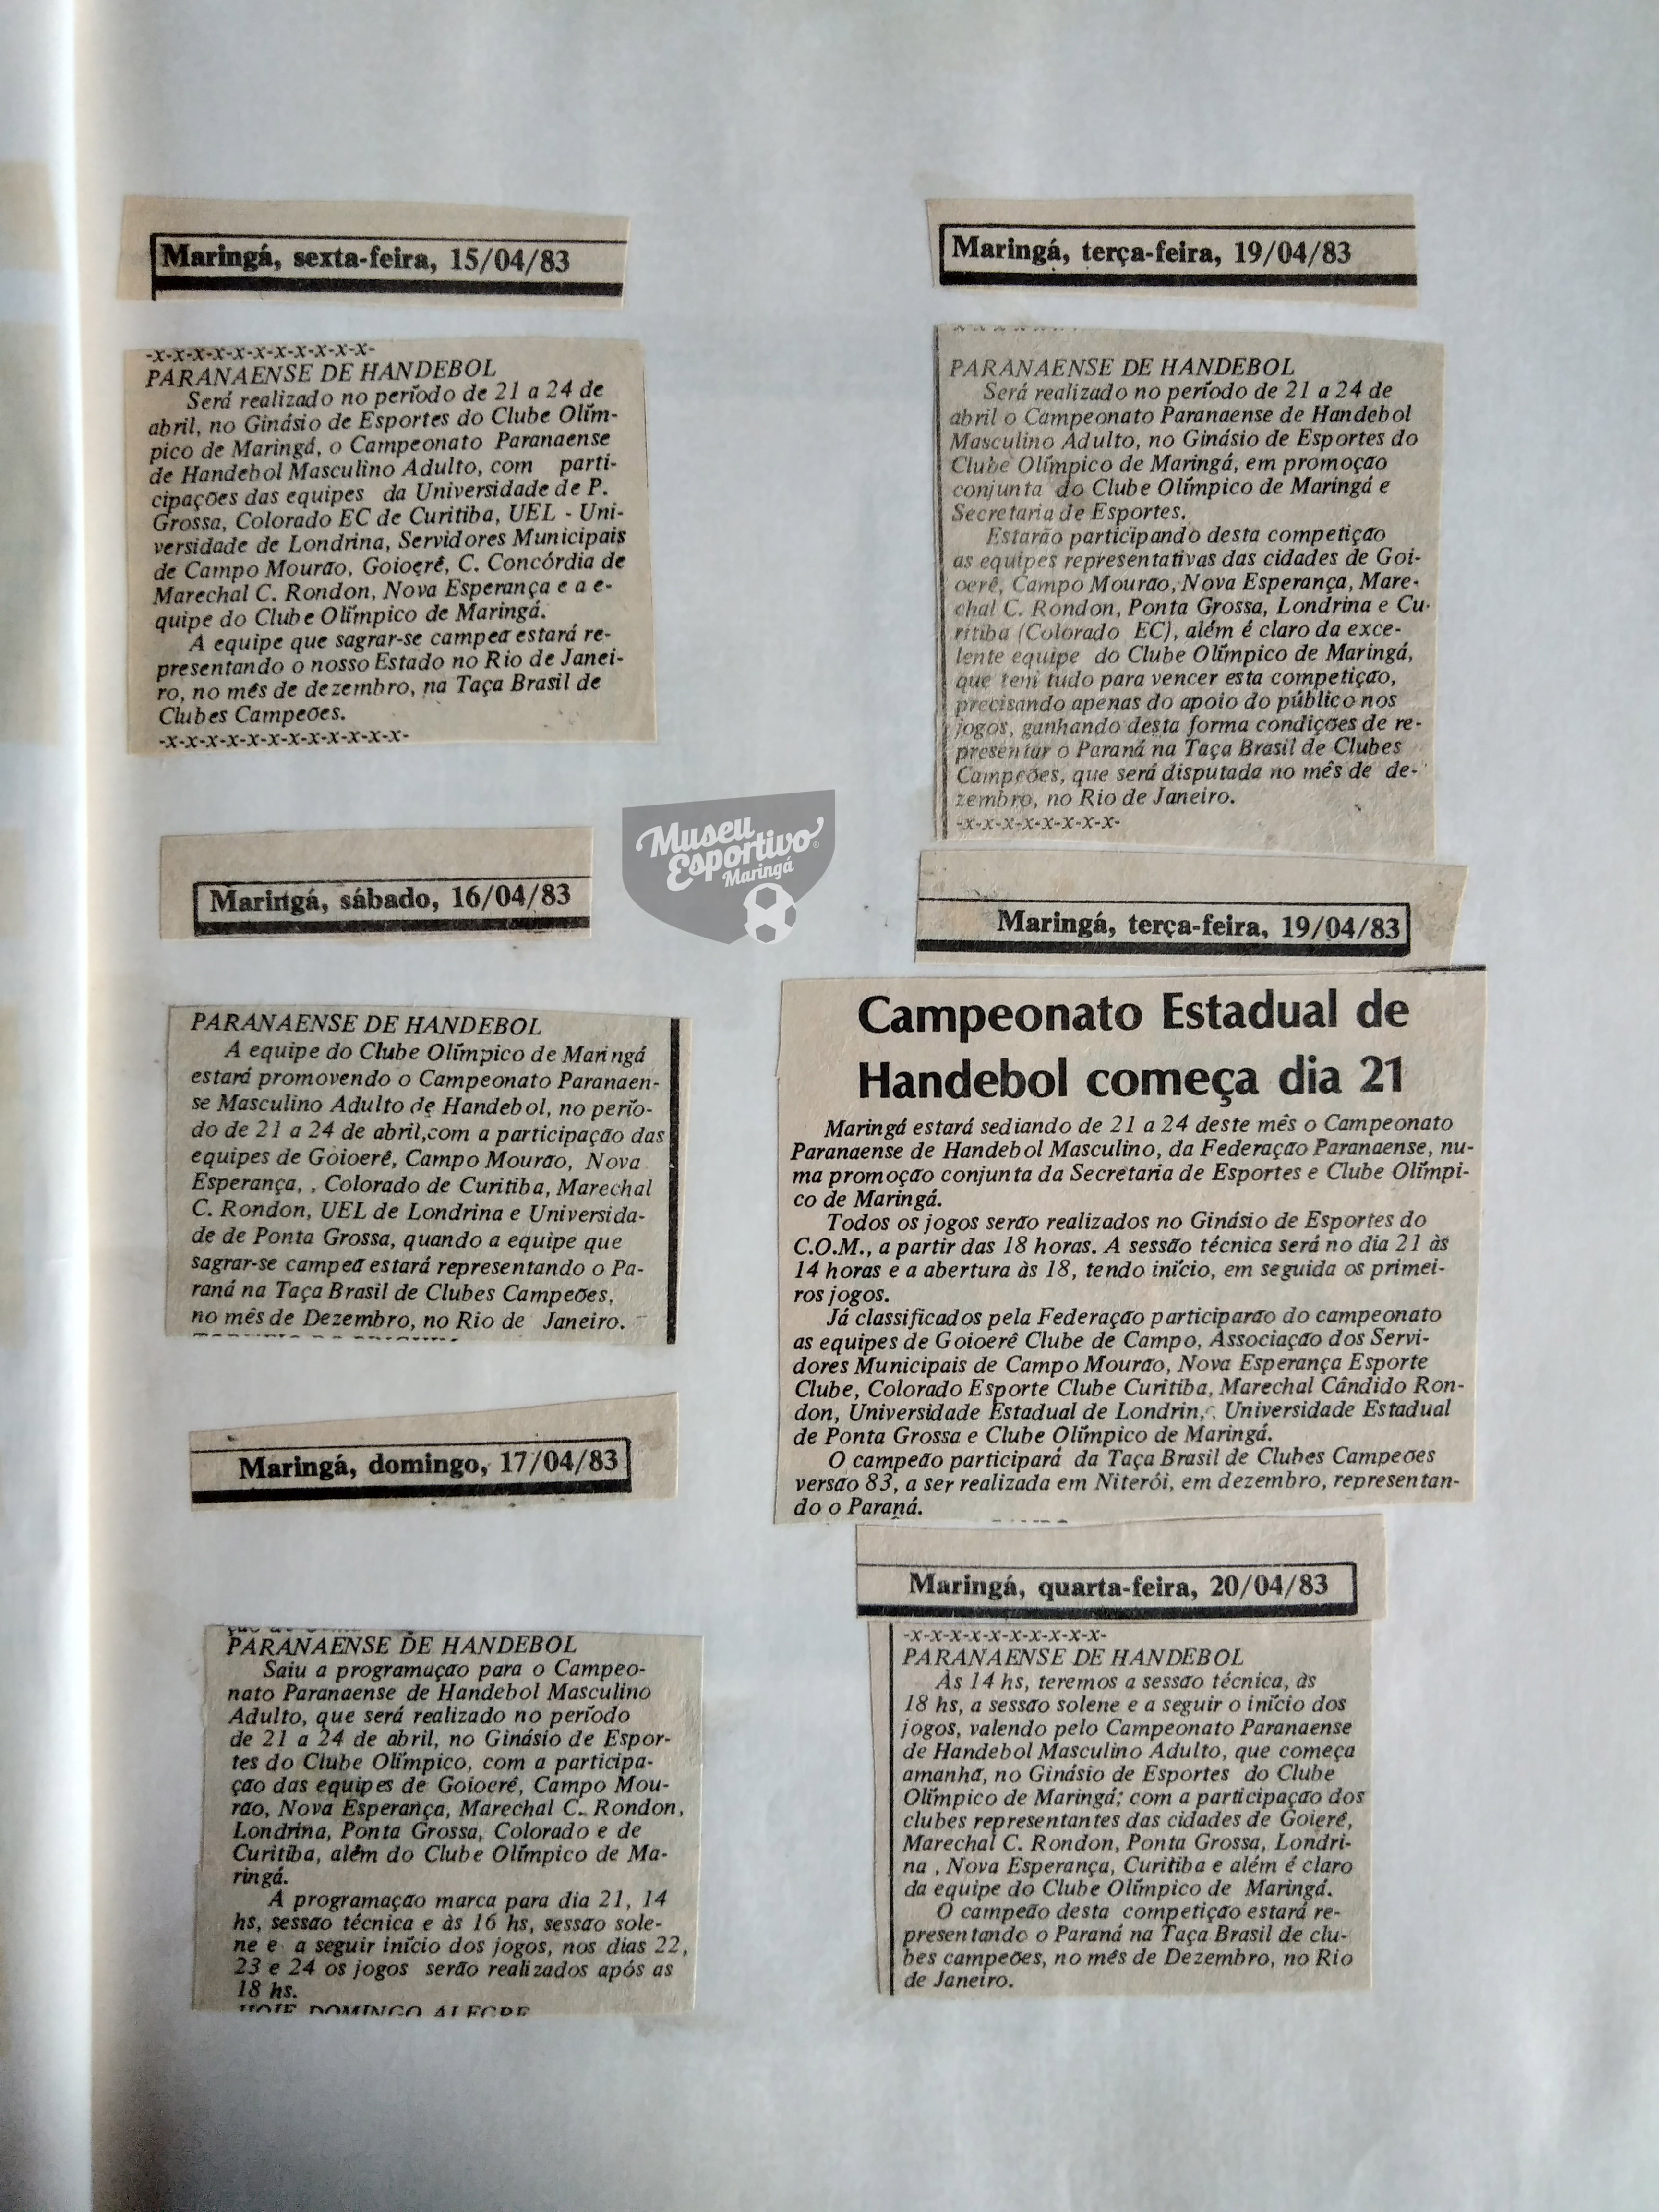 Maringá, sexta-feira, 15/04/83
-x-x-x-x-x-x-x-x-x-x-x-
PARANAENSE DE HANDEBOL
Será realizado no período de 21 a 24 de
abril, no Ginásio de Esportes do Clube Olím-
pico de Maringá, o Campeonato Paranaense
de Handebol Masculino Adulto, com parti-
cipações das equipes da Universidade de P.
Grossa, Colorado EC de Curitiba, UEL - Uni-
versidade de Londrina, Servidores Municipais
de Campo Mourão, Goioerê, C. Concórdia de
Marechal C. Rondon, Nova Esperança e a e-
quipe do Clube Olímpico de Maringá.
A equipe que sagrar-se campeã estará re-
presentando o nosso Estado no Rio de Janei-
ro, no mês de dezembro, na Taça Brasil de
Clubes Campeões.
-x-x-x-x-x-x-x-x-x-x-x-x-
Maringá, sábado, 16/04/83
PARANAENSE DE HANDEBOL
A equipe do Clube Olímpico de Maringá
estará promovendo o Campeonato Paranaen-
se Masculino Adulto de Handebol, no perío-
do de 21 a 24 de abril,com a participação das
equipes de Goioerê, Campo Mourão, Nova
Esperança, , Colorado de Curitiba, Marechal
C. Rondon, UEL de Londrina e Universida-
de de Ponta Grossa, quando a equipe que
sagrar-se campeã estará representando o Pa-
raná na Taça Brasil de Clubes Campeões,
no mês de Dezembro, no Rio de Janeiro.
Maringá, domingo, 17/04/83
PARANAENSE DE HANDEBOL
Saiu a programação para o Campeo-
nato Paranaense de Handebol Masculino
Adulto, que será realizado no período
de 21 a 24 de abril, no Ginásio de Espor-
tes do Clube Olímpico, com a participa-
ção das equipes de Goioerê, Campo Mou-
rão, Nova Esperança, Marechal C. Rondon,
Londrina, Ponta Grossa, Colorado e de
Curitiba, além do Clube Olímpico de Ma-
ringá.
A programação marca para dia 21, 14
hs, sessão técnica e às 16 hs, sessão sole-
ne e a seguir início dos jogos, nos dias 22,
23 e 24 os jogos serão realizados após as
18 hs.
HOJE DOMINGO ALEGRE
Museu
Esportivo
Maringá
Maringá, terça-feira, 19/04/83
PARANAENSE DE HANDEBOL
Será realizado no período de 21 a 24 de
abril o Campeonato Paranaense de Handebol
Masculino Adulto, no Ginásio de Esportes do
Clube Olímpico de Maringá, em promoção
conjunta do Clube Olímpico de Maringá e
Secretaria de Esportes.
Estarão participando desta competição
as equipes representativas das cidades de Goi-
oerê, Campo Mourão, Nova Esperança, Mare-
chal C. Rondon, Ponta Grossa, Londrina e Cu-
ritiba (Colorado EC), além é claro da exce-
lente equipe do Clube Olímpico de Maringá,
que tem tudo para vencer esta competição,
precisando apenas do apoio do público nos
jogos, ganhando desta forma condições de re-
presentar o Paraná na Taça Brasil de Clubes
Campeões, que será disputada no mês de de-
zembro, no Rio de Janeiro.
-x-x-x-x-x-x-x-x-
Maringá, terça-feira, 19/04/83
Campeonato Estadual de
Handebol começa dia 21
Maringá estará sediando de 21 a 24 deste mês o Campeonato
Paranaense de Handebol Masculino, da Federação Paranaense, nu-
ma promoção conjunta da Secretaria de Esportes e Clube Olímpi-
co de Maringá.
Todos os jogos serão realizados no Ginásio de Esportes do
C.O.M., a partir das 18 horas. A sessão técnica será no dia 21 às
14 horas e a abertura às 18, tendo início, em seguida os primei-
ros jogos.
Já classificados pela Federação participarão do campeonato
as equipes de Goioerê Clube de Campo, Associação dos Servi-
dores Municipais de Campo Mourão, Nova Esperança Esporte
Clube, Colorado Esporte Clube Curitiba, Marechal Cândido Ron-
don, Universidade Estadual de Londrin, Universidade Estadual
de Ponta Grossa e Clube Olímpico de Maringá.
O campeão participará da Taça Brasil de Clubes Campeões
versão 83, a ser realizada em Niterói, em dezembro, representan-
do o Paraná.
Maringá, quarta-feira, 20/04/83
-x-x-x-x-x-x-x-x-x-x-
PARANAENSE DE HANDEBOL
Às 14 hs, teremos a sessão técnica, às
18 hs, a sessão solene e a seguir o início dos
jogos, valendo pelo Campeonato Paranaense
de Handebol Masculino Adulto, que começa
amanhã, no Ginásio de Esportes do Clube
Olímpico de Maringá; com a participação dos
clubes representantes das cidades de Goierê,
Marechal C. Rondon, Ponta Grossa, Londri-
na , Nova Esperança, Curitiba e além é claro
da equipe do Clube Olímpico de Maringá.
O campeão desta competição estará re-
presentando o Paraná na Taça Brasil de clu-
bes campeões, no mês de Dezembro, no Rio
de Janeiro.